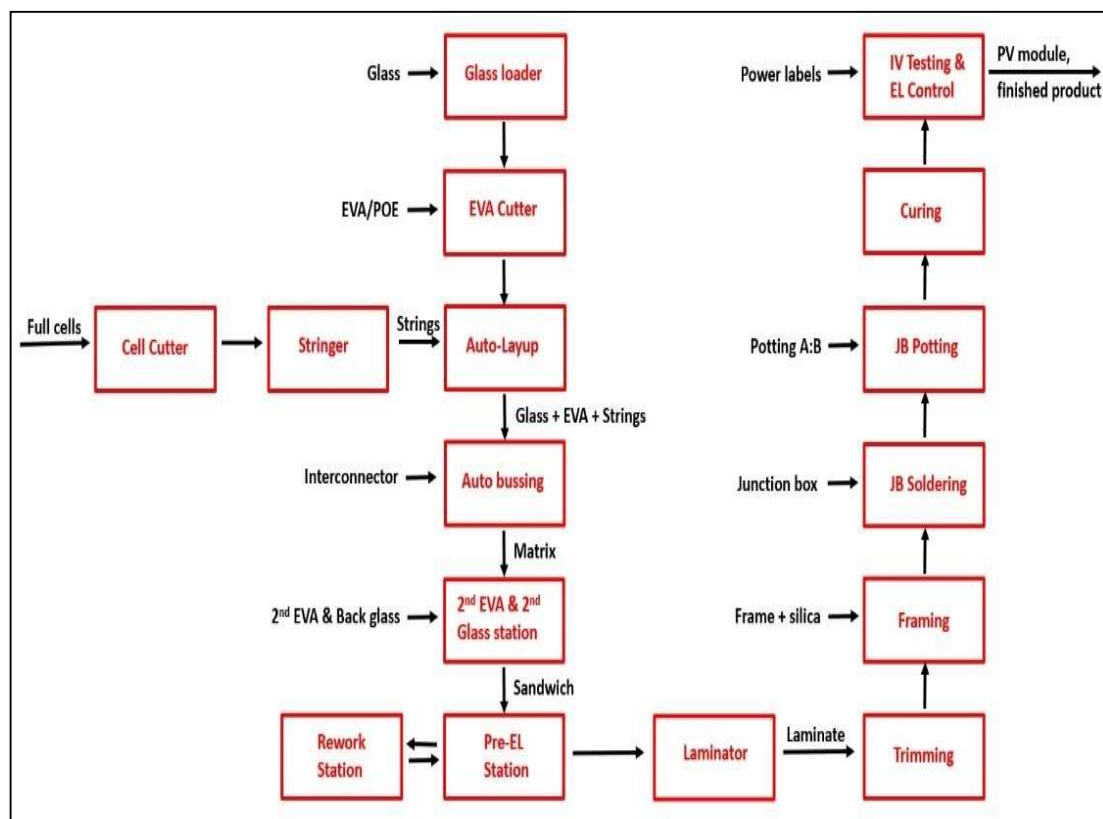 Glass
Glass loader
EVA/POE
EVA Cutter
Full cells
Cell Cutter
Stringer
Strings
Auto-Layup
Glass + EVA + Strings
Interconnector
Auto bussing
Matrix
2nd EVA & Back glass
2nd EVA & 2nd
Glass station
Sandwich
Rework
Station
Pre-EL
Station
Laminator
Laminate
Trimming
Frame + silica
Framing
Junction box
JB Soldering
Potting A:B
JB Potting
Curing
Power labels
IV Testing &
EL Control
PV module,
finished product